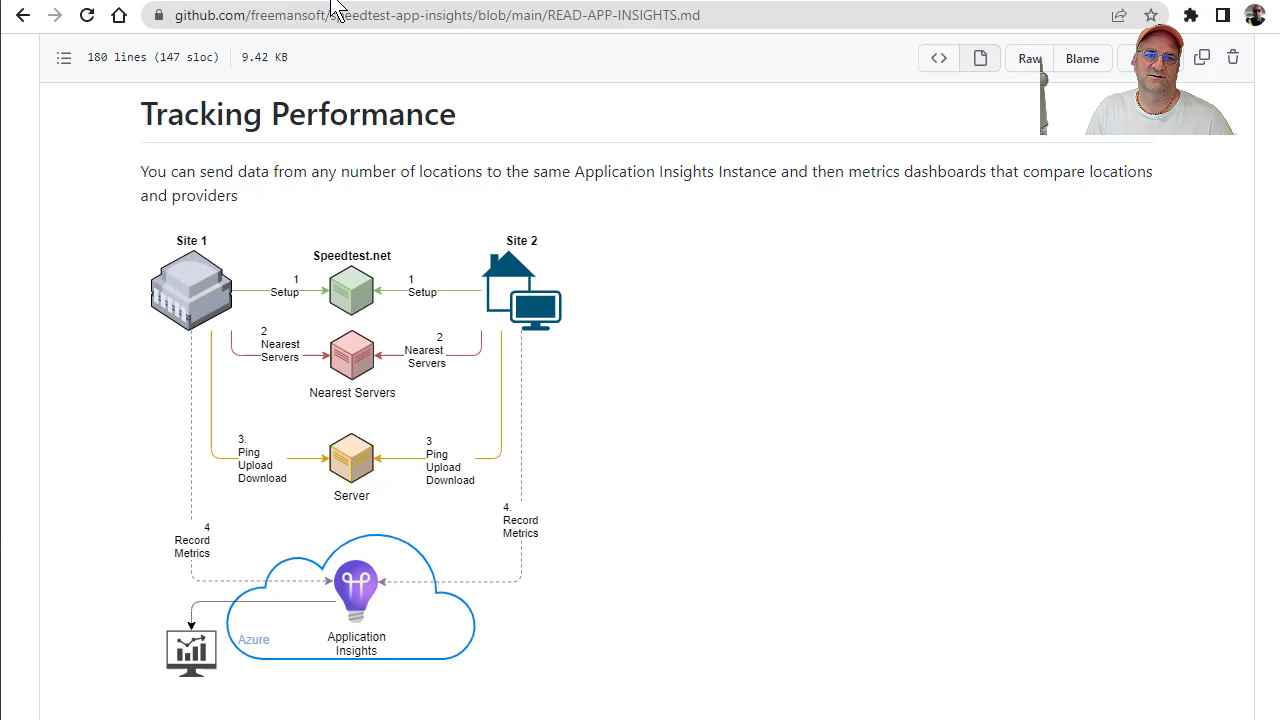 github.com/freemansoft/speedtest-app-insights/blob/main/READ-APP-INSIGHTS.md
180 lines (147 sloc) 9.42 KB
Raw
Blame
Tracking Performance
You can send data from any number of locations to the same Application Insights Instance and then metrics dashboards that compare locations
and providers
Site 1
Site 2
Speedtest.net
1
Setup
1
Setup
2
Nearest
Servers
2
Nearest
Servers
Nearest Servers
3.
Ping
Upload
Download
3
Ping
Upload
Download
Server
4
Record
Metrics
4.
Record
Metrics
Azure
Application
Insights